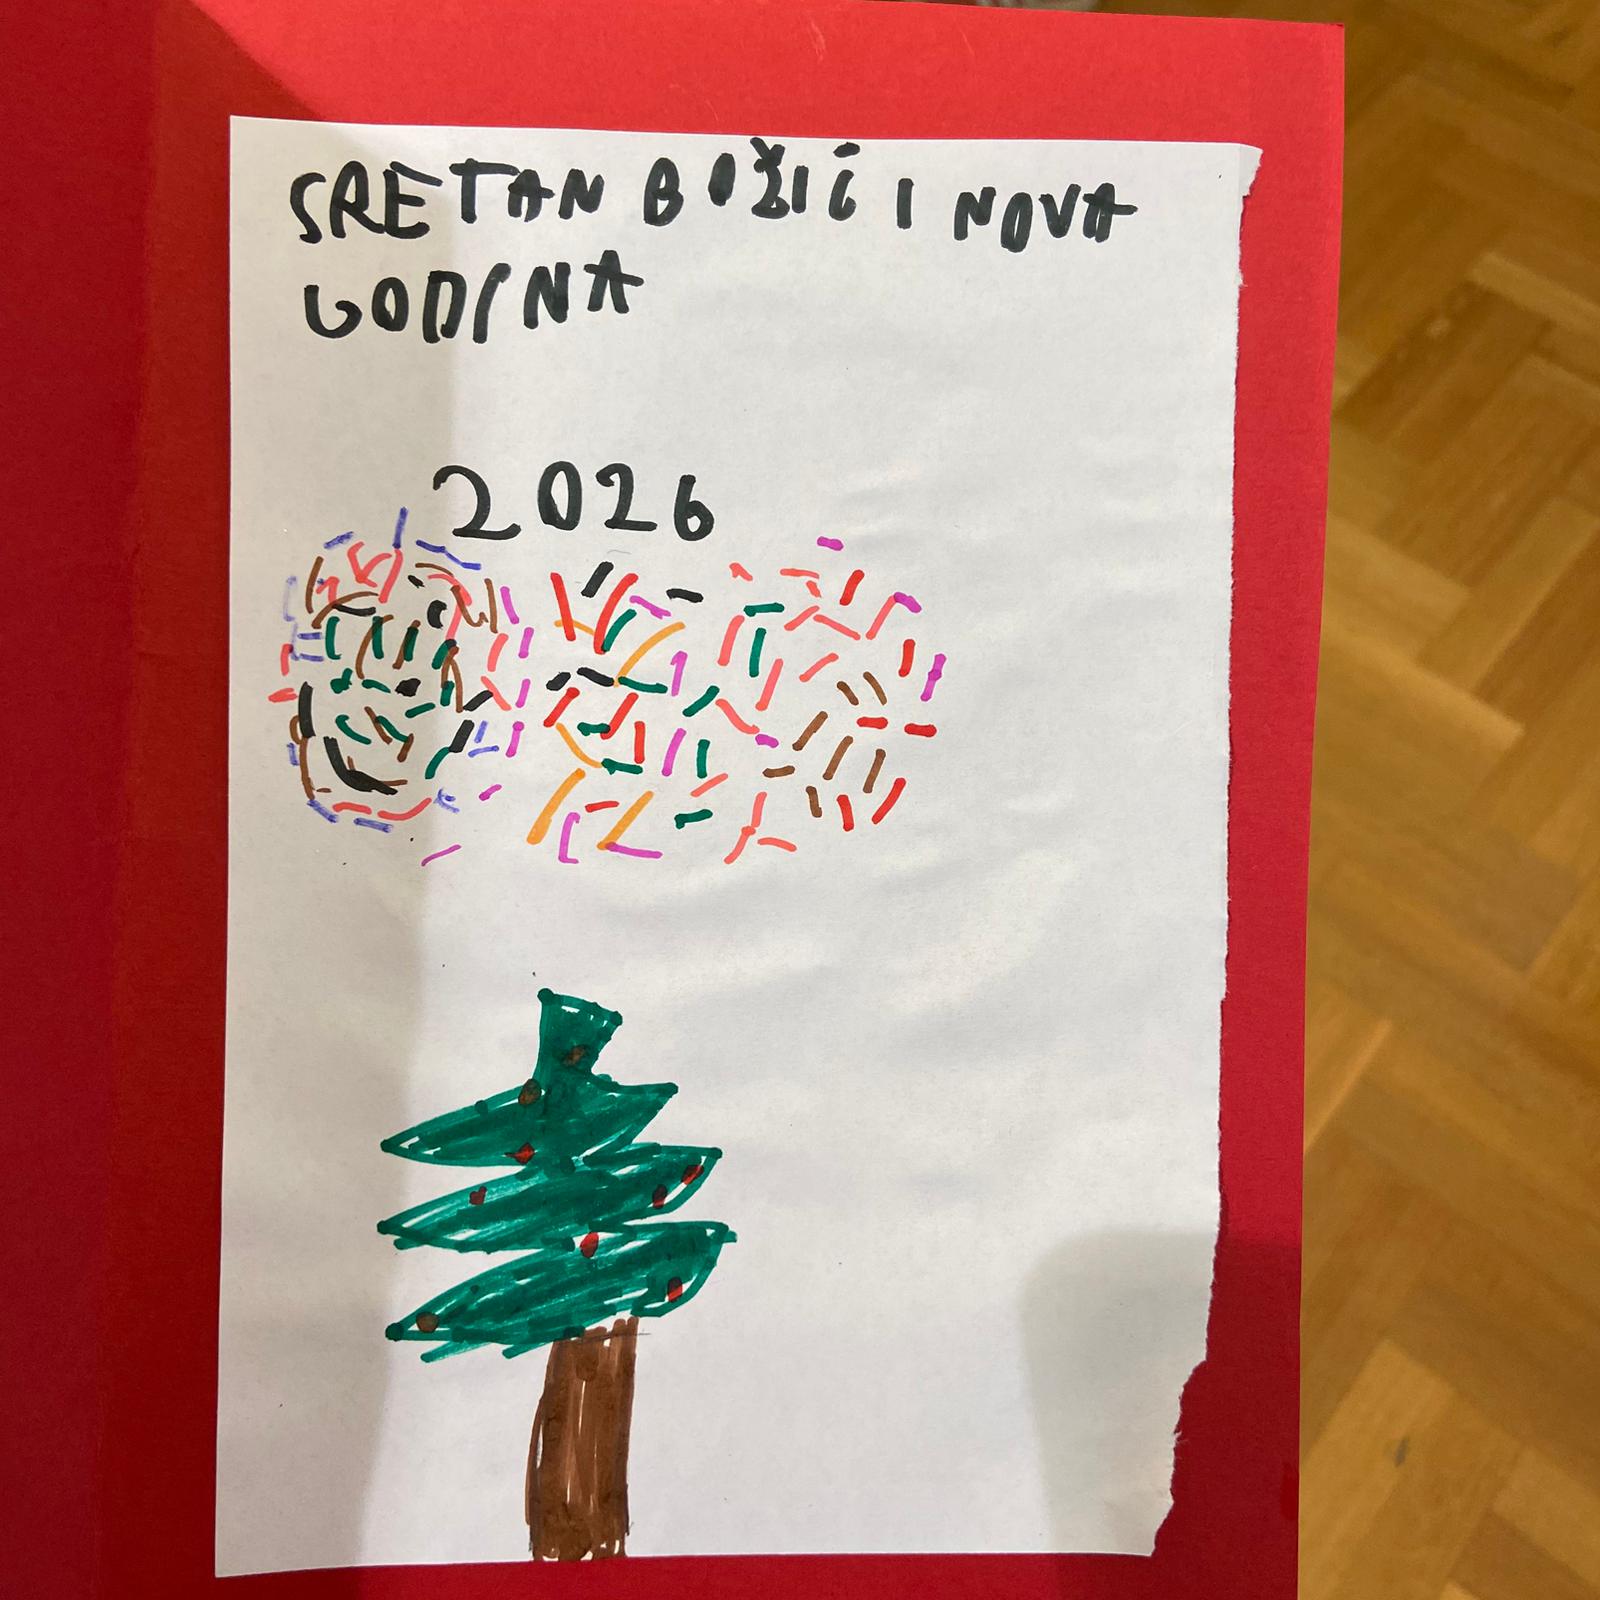 SRETAN BOŽIĆ I NOVA
GODINA
2026